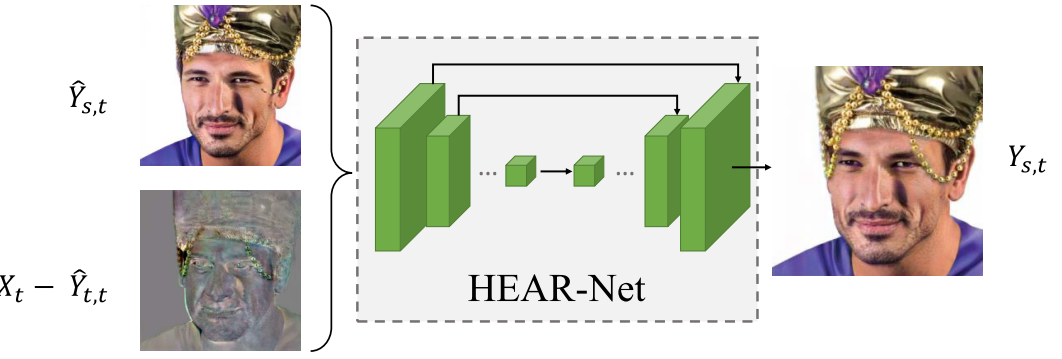 Ŷs,t
Xt − Ŷt,t
... ...
HEAR-Net
Ys,t